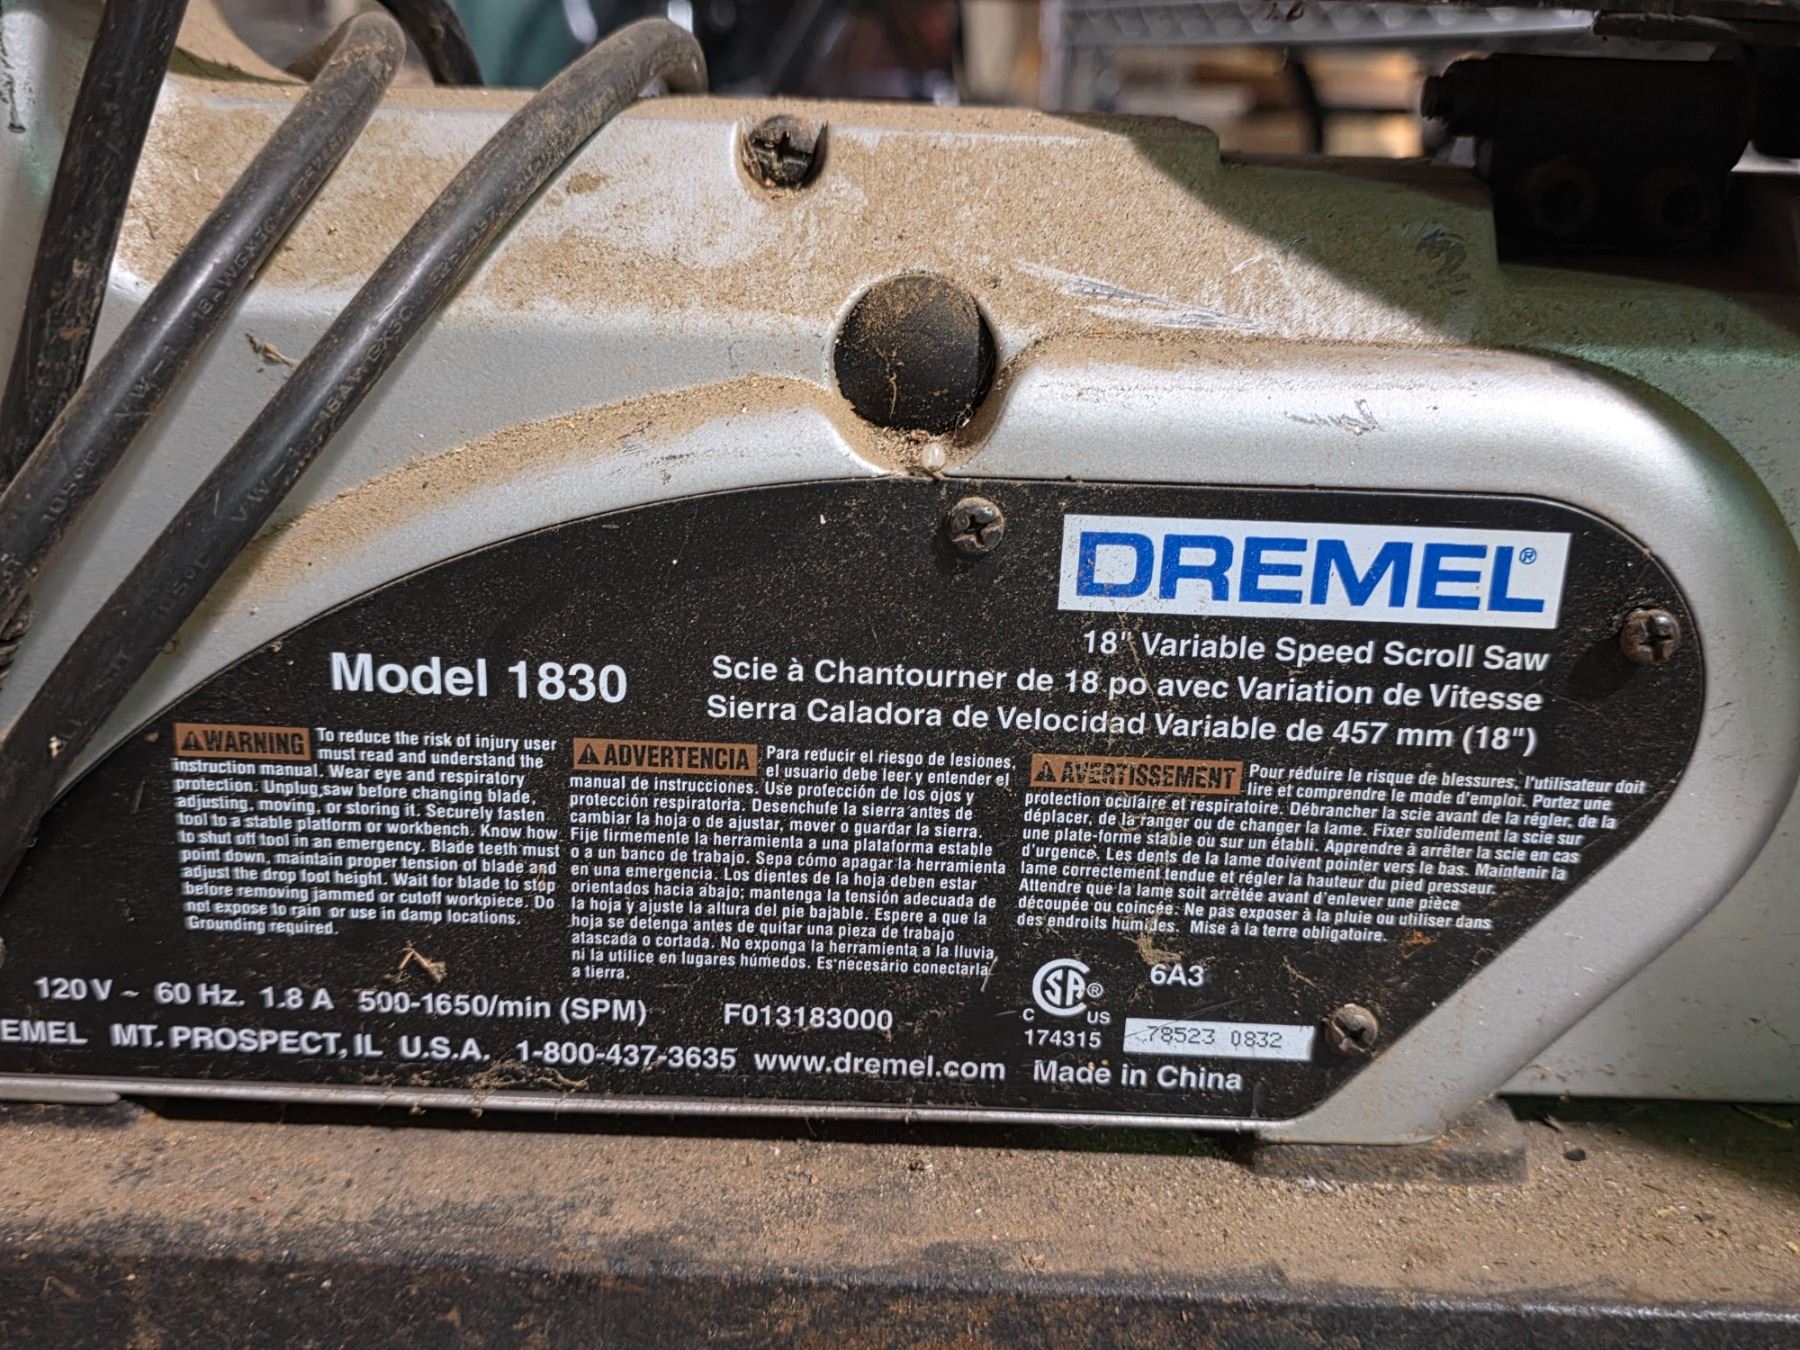 DREMEL®
18" Variable Speed Scroll Saw
Model 1830
Scie à Chantourner de 18 po avec Variation de Vitesse
Sierra Caladora de Velocidad Variable de 457 mm (18")
WARNING To reduce the risk of injury user
must read and understand the
instruction manual. Wear eye and respiratory
protection. Unplug saw before changing blade,
adjusting, moving, or storing it. Securely fasten
tool to a stable platform or workbench. Know how
to shut off tool in an emergency. Blade teeth must
point down, maintain proper tension of blade and
adjust the drop foot height. Wait for blade to stop
before removing jammed or cutoff workpiece. Do
not expose to rain or use in damp locations.
Grounding required.
ADVERTENCIA Para reducir el riesgo de lesiones,
el usuario debe leer y entender el
manual de instrucciones. Use protección de los ojos y
protección respiratoria. Desenchufe la sierra antes de
cambiar la hoja o de ajustar, mover o guardar la sierra.
Fije firmemente la herramienta a una plataforma estable
o a un banco de trabajo. Sepa cómo apagar la herramienta
en una emergencia. Los dientes de la hoja deben estar
orientados hacia abajo; mantenga la tensión adecuada de
la hoja y ajuste la altura del pie bajable. Espere a que la
hoja se detenga antes de quitar una pieza de trabajo
atascada o cortada. No exponga la herramienta a la lluvia
ni la utilice en lugares húmedos. Es necesário conectarla
a tierra.
AVERTISSEMENT Pour réduire le risque de blessures, l'utilisateur doit
lire et comprendre le mode d'emploi. Portez une
protection oculaire et respiratoire. Débrancher la scie avant de la régler, de la
déplacer, de la ranger ou de changer la lame. Fixer solidement la scie sur
une plate-forme stable ou sur un établi. Apprendre à arrêter la scie en cas
d'urgence. Les dents de la lame doivent pointer vers le bas. Maintenir la
lame correctement tendue et régler la hauteur du pied presseur.
Attendre que la lame soit arrêtée avant d'enlever une pièce
découpée ou coincée. Ne pas exposer à la pluie ou utiliser dans
des endroits humides. Mise à la terre obligatoire.
120 V ~ 60 Hz. 1.8 A 500-1650/min (SPM) F013183000
C SA ® US
174315
6A3
78523 0832
EMEL MT. PROSPECT, IL U.S.A. 1-800-437-3635 www.dremel.com Made in China